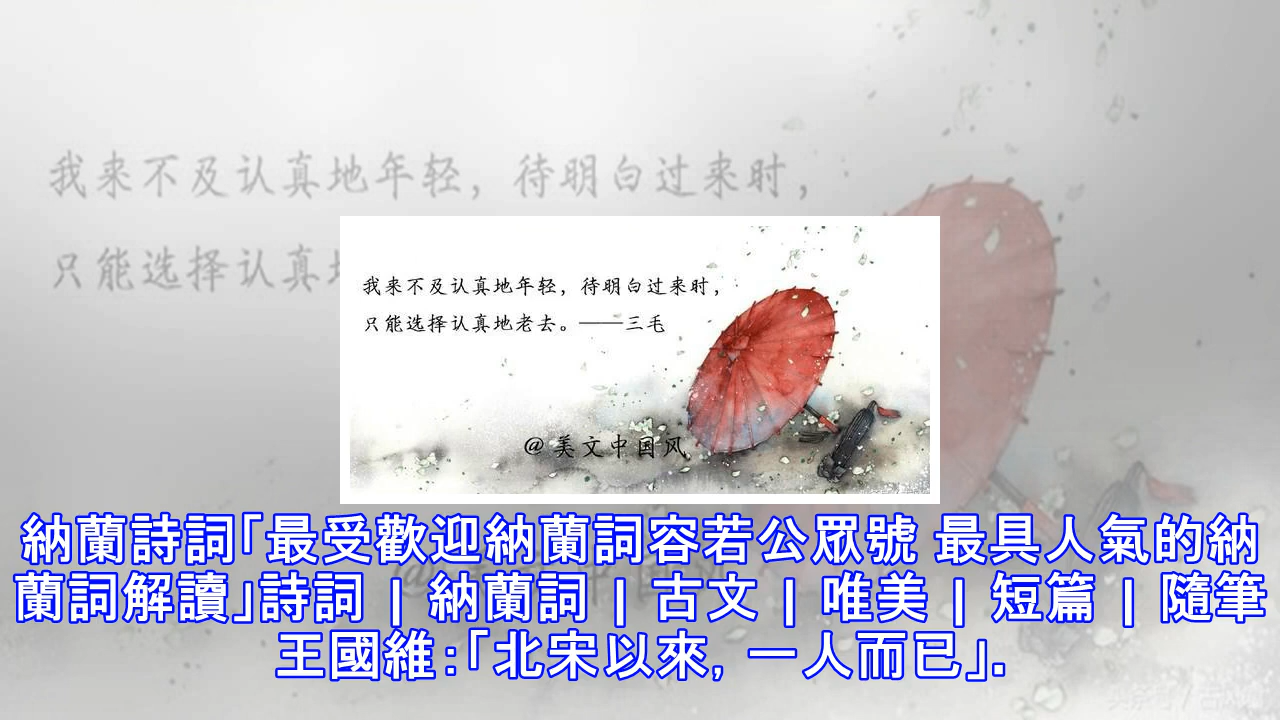 我来不及认真地年轻，待明白过来时，
只能选择认真地
我来不及认真地年轻，待明白过来时，
只能选择认真地老去。——三毛
@美文中国风
納蘭詩詞「最受歡迎納蘭詞容若公眾號 最具人氣的納
蘭詞解讀」詩詞 | 納蘭詞 | 古文 | 唯美 | 短篇 | 隨筆
王國維:「北宋以來, 一人而已」.